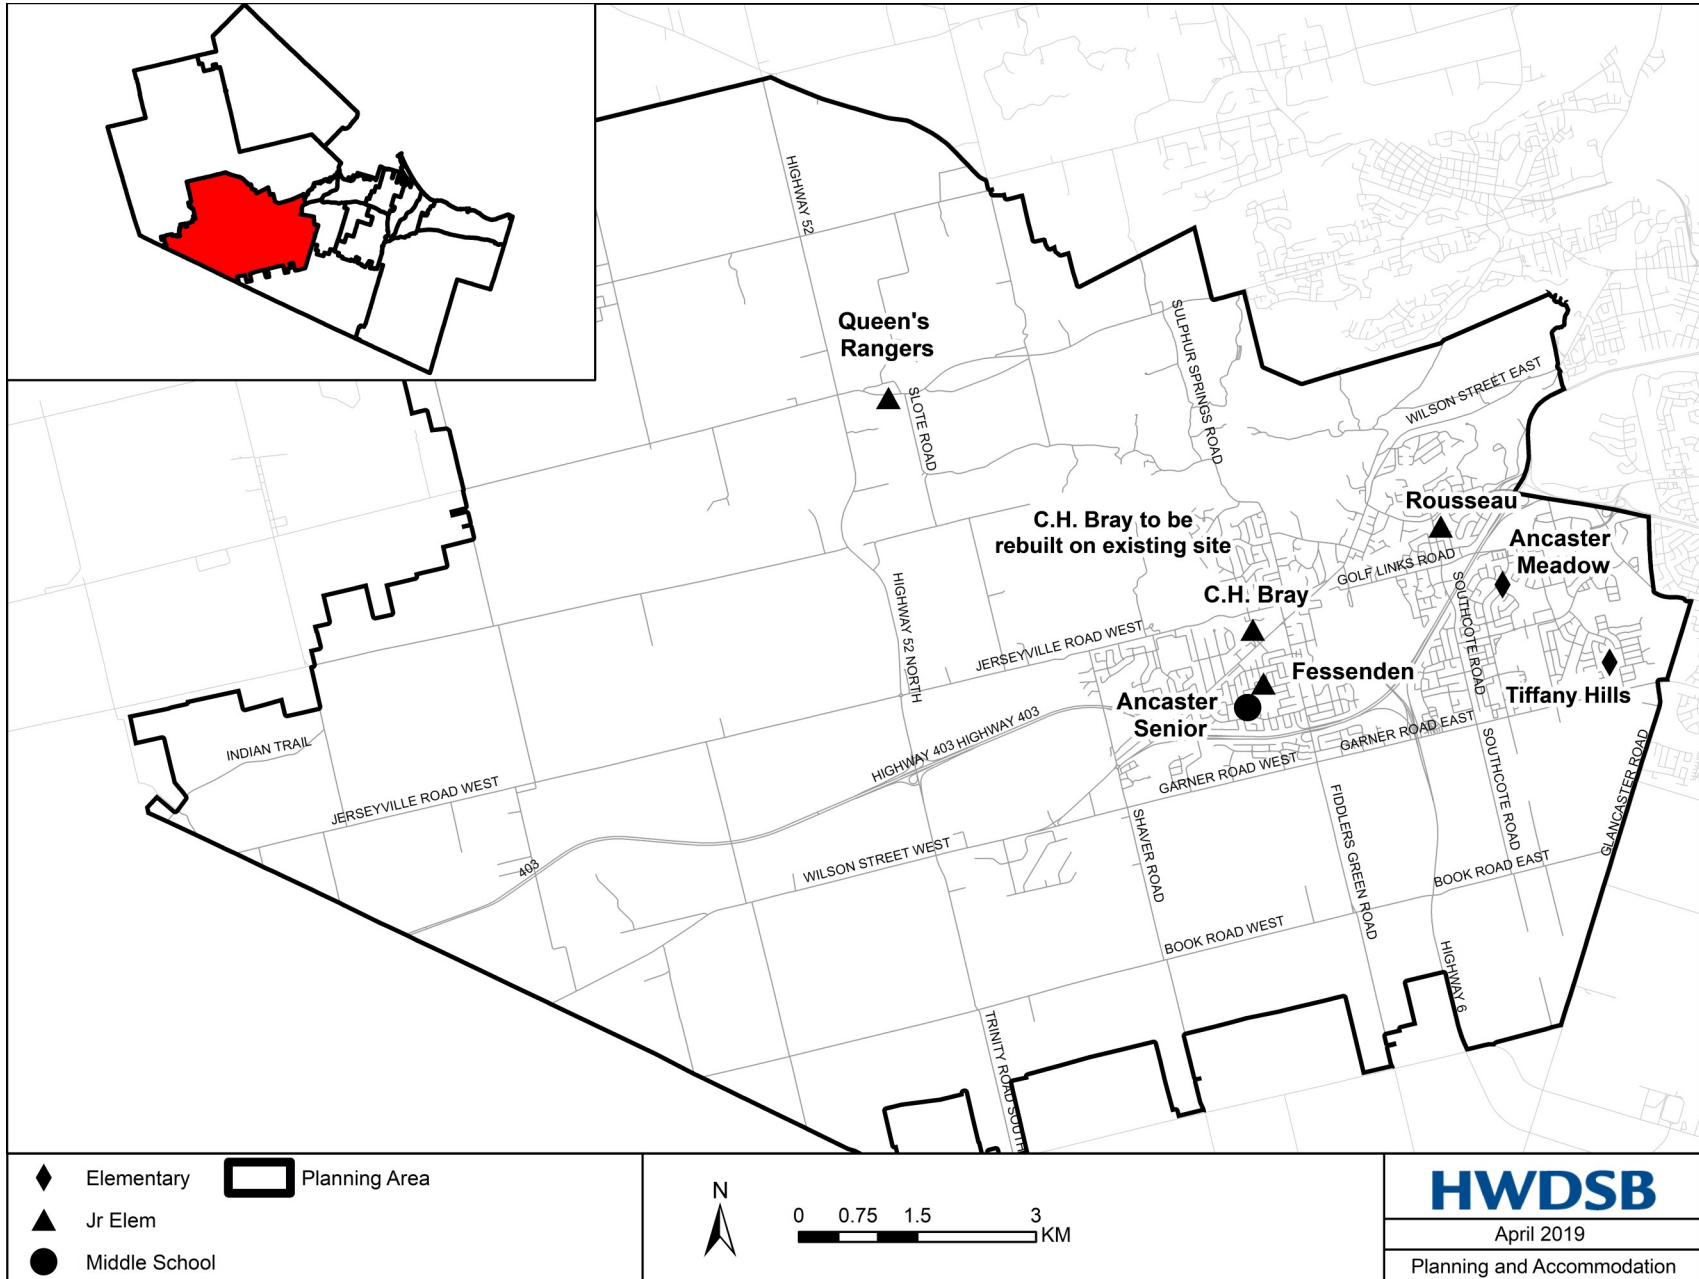 HIGHWAY 52
Queen's
Rangers
SLOTE ROAD
SULPHUR SPRINGS ROAD
WILSON STREET EAST
Rousseau
C.H. Bray to be
rebuilt on existing site
Ancaster
Meadow
GOLF LINKS ROAD
SOUTHCOTE ROAD
C.H. Bray
HIGHWAY 52 NORTH
JERSEYVILLE ROAD WEST
Fessenden
Tiffany Hills
Ancaster
Senior
INDIAN TRAIL
HIGHWAY 403
HIGHWAY 403
GARNER ROAD EAST
GARNER ROAD WEST
SOUTHCOTE ROAD
GLANCASTER ROAD
JERSEYVILLE ROAD WEST
403
WILSON STREET WEST
SHAVER ROAD
FIDDLERS GREEN ROAD
BOOK ROAD EAST
BOOK ROAD WEST
HIGHWAY 6
TRINITY ROAD SOUTH
Elementary
Planning Area
Jr Elem
Middle School
N
0 0.75 1.5 3
KM
HWDSB
April 2019
Planning and Accommodation